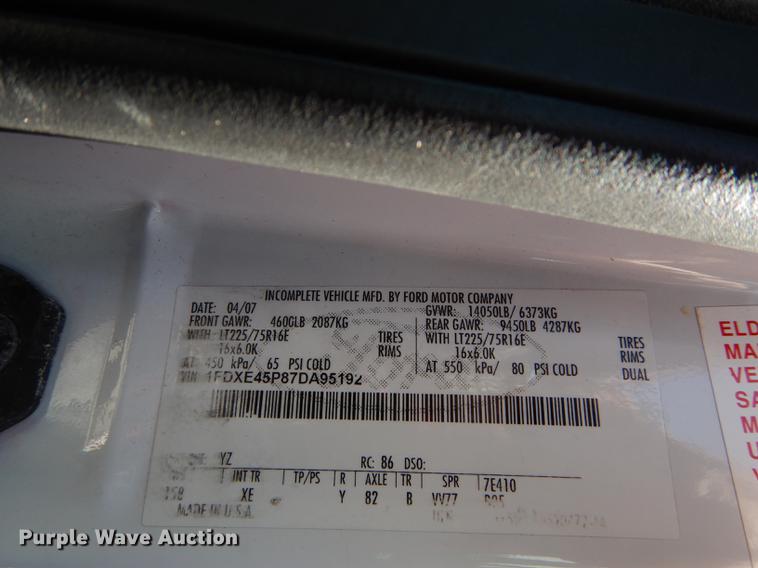 INCOMPLETE VEHICLE MFD. BY FORD MOTOR COMPANY
DATE: 04/07 GVWR: 14050LB/ 6373KG
FRONT GAWR: 4600LB 2087KG REAR GAWR: 9450LB 4287KG
WITH LT225/75R16E TIRES WITH LT225/75R16E TIRES
16x6.0K RIMS 16x6.0K RIMS
AT 450 kPa/ 65 PSI COLD AT 550 kPa/ 80 PSI COLD DUAL
VIN 1FDXE45P87DA95192
YZ RC: 86 DSO:
INT TR TP/PS R AXLE TR SPR 7E410
158 XE Y 82 B VV77
MADE IN U.S.A.
ELD
MA
VE
SA
M
U
V
Purple Wave Auction